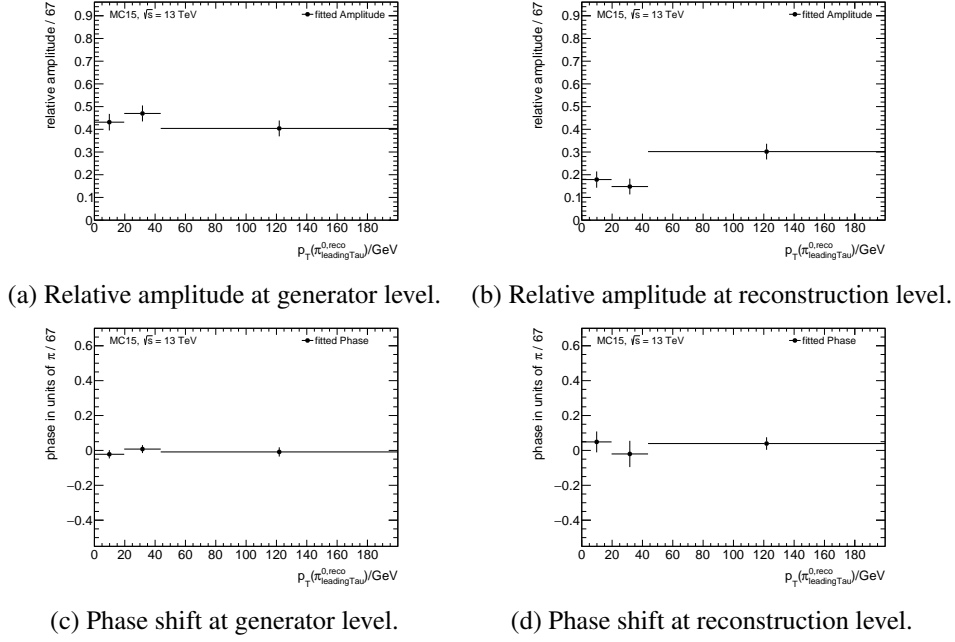 MC15, √s = 13 TeV
fitted Amplitude
relative amplitude / 67
0.9
0.8
0.7
0.6
0.5
0.4
0.3
0.2
0.1
0
0 20 40 60 80 100 120 140 160 180
p_T(π^{0,reco}_{leadingTau})/GeV
(a) Relative amplitude at generator level.
MC15, √s = 13 TeV
fitted Amplitude
relative amplitude / 67
0.9
0.8
0.7
0.6
0.5
0.4
0.3
0.2
0.1
0
0 20 40 60 80 100 120 140 160 180
p_T(π^{0,reco}_{leadingTau})/GeV
(b) Relative amplitude at reconstruction level.
MC15, √s = 13 TeV
fitted Phase
phase in units of π / 67
0.6
0.4
0.2
0
−0.2
−0.4
0 20 40 60 80 100 120 140 160 180
p_T(π^{0,reco}_{leadingTau})/GeV
(c) Phase shift at generator level.
MC15, √s = 13 TeV
fitted Phase
phase in units of π / 67
0.6
0.4
0.2
0
−0.2
−0.4
0 20 40 60 80 100 120 140 160 180
p_T(π^{0,reco}_{leadingTau})/GeV
(d) Phase shift at reconstruction level.